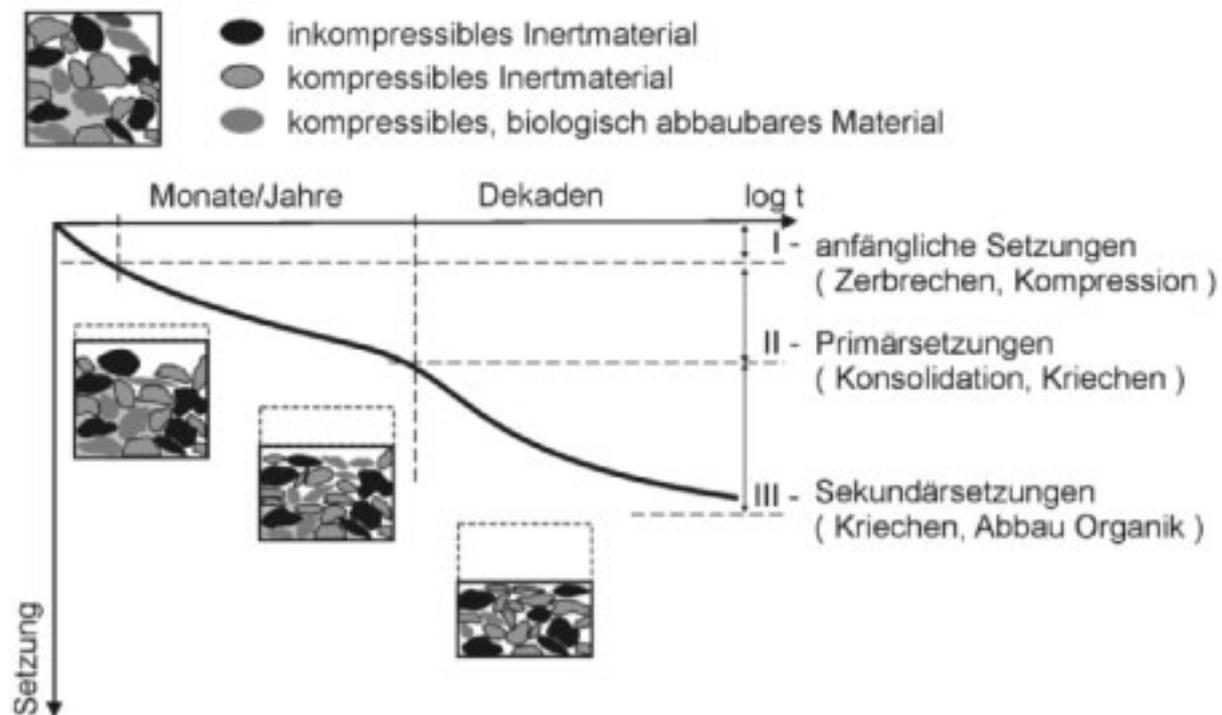 inkompressibles Inertmaterial
kompressibles Inertmaterial
kompressibles, biologisch abbaubares Material
Monate/Jahre
Dekaden
log t
I - anfängliche Setzungen
( Zerbrechen, Kompression )
II - Primärsetzungen
( Konsolidation, Kriechen )
III - Sekundärsetzungen
( Kriechen, Abbau Organik )
Setzung